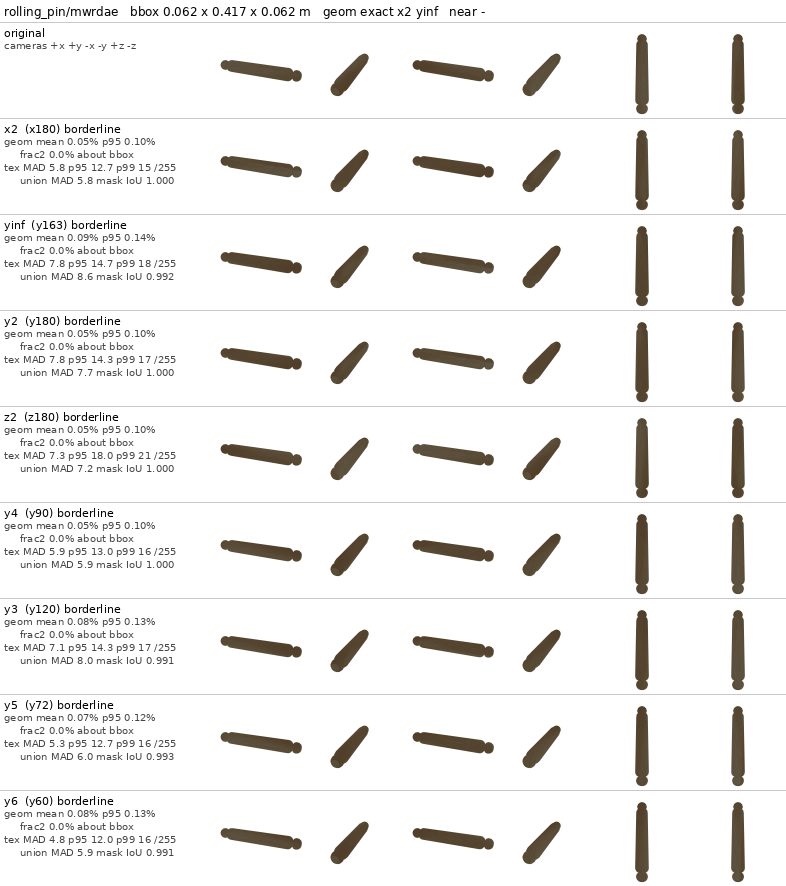 rolling_pin/mwrdae   bbox 0.062 x 0.417 x 0.062 m   geom exact x2 yinf   near -
original
cameras +x +y -x -y +z -z
x2  (x180) borderline
geom mean 0.05% p95 0.10%
frac2 0.0% about bbox
tex MAD 5.8 p95 12.7 p99 15 /255
union MAD 5.8 mask IoU 1.000
yinf  (y163) borderline
geom mean 0.09% p95 0.14%
frac2 0.0% about bbox
tex MAD 7.8 p95 14.7 p99 18 /255
union MAD 8.6 mask IoU 0.992
y2  (y180) borderline
geom mean 0.05% p95 0.10%
frac2 0.0% about bbox
tex MAD 7.8 p95 14.3 p99 17 /255
union MAD 7.7 mask IoU 1.000
z2  (z180) borderline
geom mean 0.05% p95 0.10%
frac2 0.0% about bbox
tex MAD 7.3 p95 18.0 p99 21 /255
union MAD 7.2 mask IoU 1.000
y4  (y90) borderline
geom mean 0.05% p95 0.10%
frac2 0.0% about bbox
tex MAD 5.9 p95 13.0 p99 16 /255
union MAD 5.9 mask IoU 1.000
y3  (y120) borderline
geom mean 0.08% p95 0.13%
frac2 0.0% about bbox
tex MAD 7.1 p95 14.3 p99 17 /255
union MAD 8.0 mask IoU 0.991
y5  (y72) borderline
geom mean 0.07% p95 0.12%
frac2 0.0% about bbox
tex MAD 5.3 p95 12.7 p99 16 /255
union MAD 6.0 mask IoU 0.993
y6  (y60) borderline
geom mean 0.08% p95 0.13%
frac2 0.0% about bbox
tex MAD 4.8 p95 12.0 p99 16 /255
union MAD 5.9 mask IoU 0.991